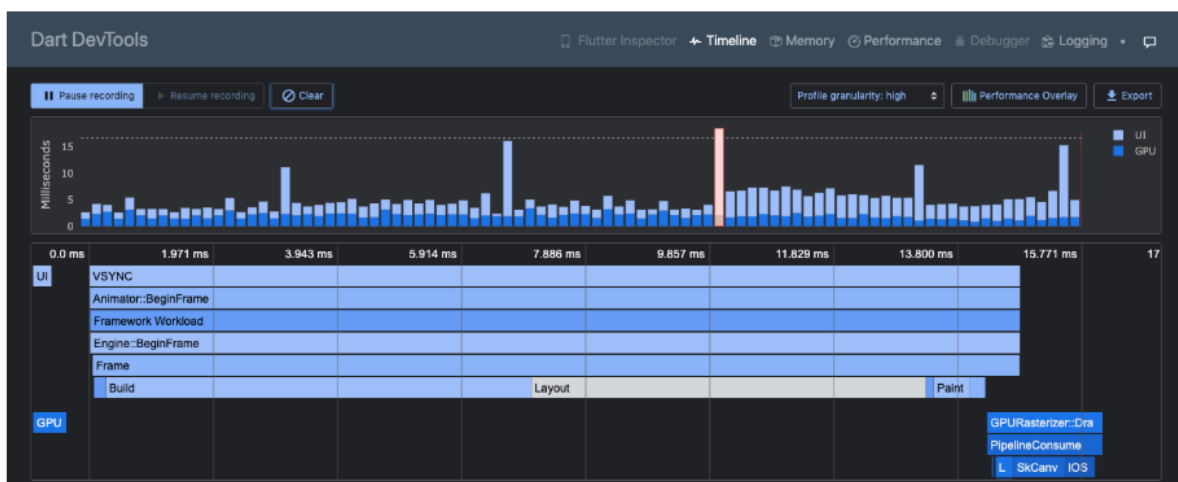 Dart DevTools Flutter Inspector Timeline Memory Performance Debugger Logging
Pause recording Resume recording Clear Profile granularity: high Performance Overlay Export
Milliseconds
15
10
5
0
UI
GPU
0.0 ms 1.971 ms 3.943 ms 5.914 ms 7.886 ms 9.857 ms 11.829 ms 13.800 ms 15.771 ms 17
UI VSYNC
Animator::BeginFrame
Framework Workload
Engine::BeginFrame
Frame
Build Layout Paint
GPU GPURasterizer::Dra
PipelineConsume
L SkCanv IOS